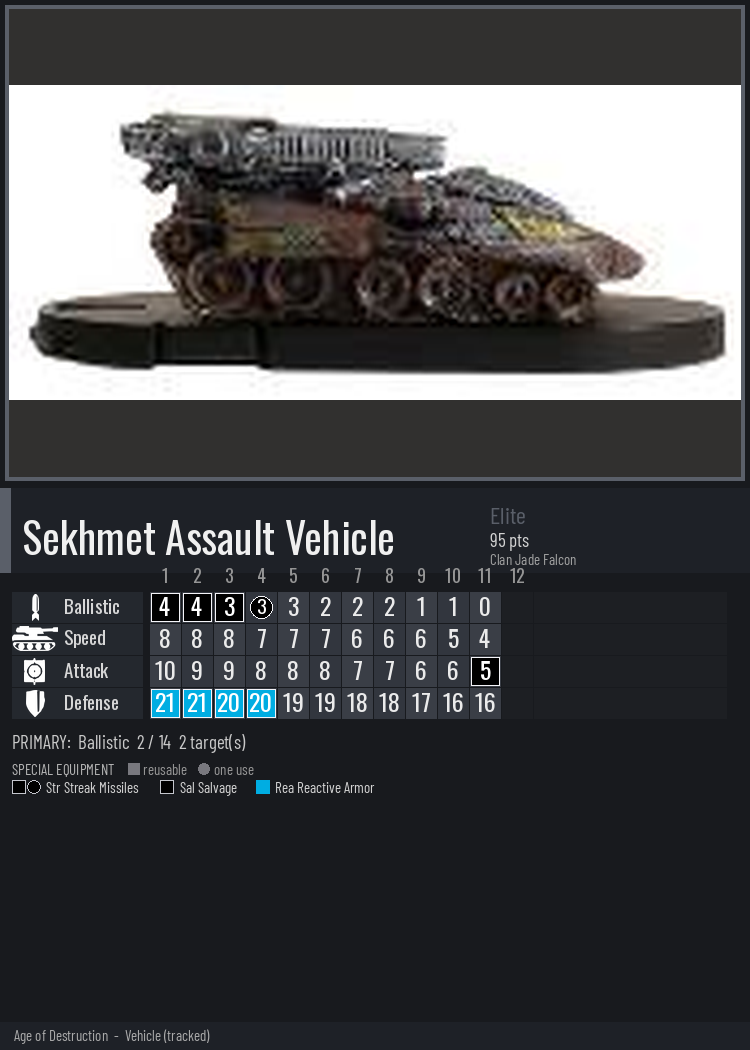 Sekhmet Assault Vehicle
Elite
95 pts
Clan Jade Falcon
1 2 3 4 5 6 7 8 9 10 11 12
Ballistic 4 4 3 3 3 2 2 2 1 1 0
Speed 8 8 8 7 7 7 6 6 6 5 4
Attack 10 9 9 8 8 8 7 7 6 6 5
Defense 21 21 20 20 19 19 18 18 17 16 16
PRIMARY: Ballistic 2 / 14 2 target(s)
SPECIAL EQUIPMENT reusable one use
Str Streak Missiles Sal Salvage Rea Reactive Armor
Age of Destruction - Vehicle (tracked)